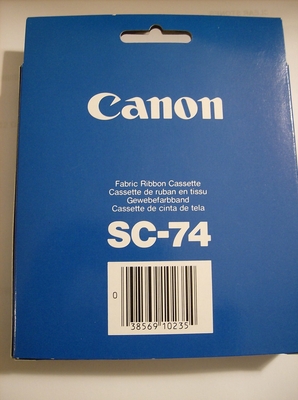 Canon
Fabric Ribbon Cassette
Cassette de ruban en tissu
Gewebefarbband
Cassette de cinta de tela
SC-74
0
38569 10235